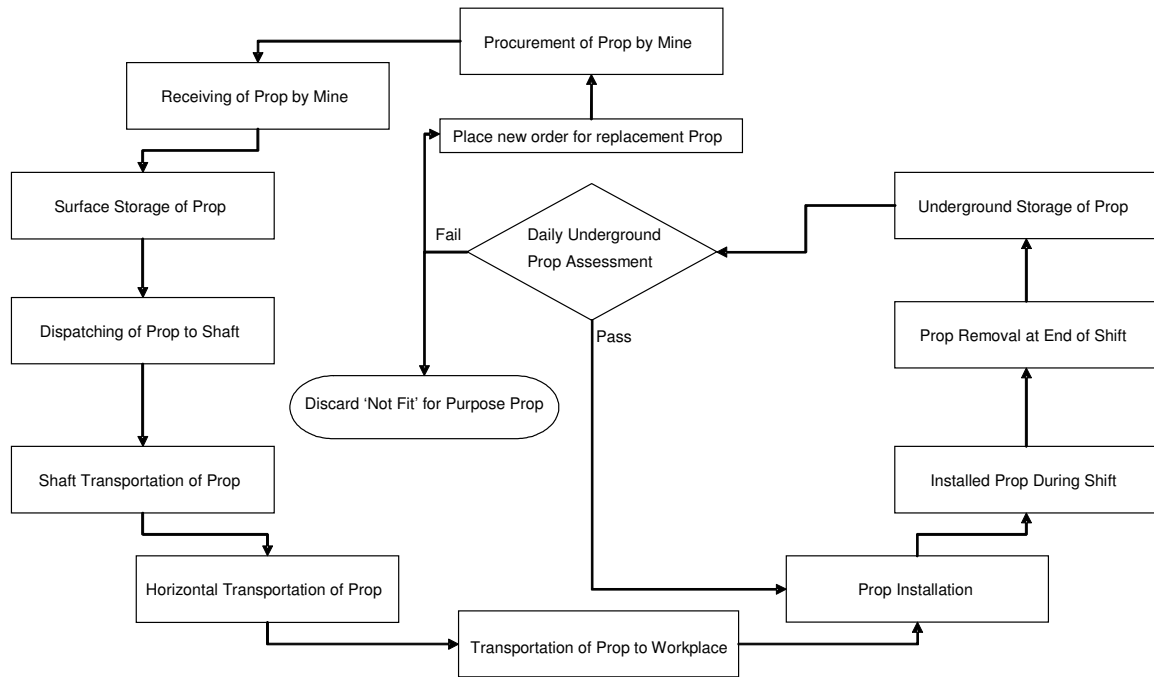 Procurement of Prop by Mine
Receiving of Prop by Mine
Place new order for replacement Prop
Surface Storage of Prop
Underground Storage of Prop
Fail
Daily Underground
Prop Assessment
Dispatching of Prop to Shaft
Pass
Prop Removal at End of Shift
Discard ‘Not Fit’ for Purpose Prop
Shaft Transportation of Prop
Installed Prop During Shift
Horizontal Transportation of Prop
Prop Installation
Transportation of Prop to Workplace